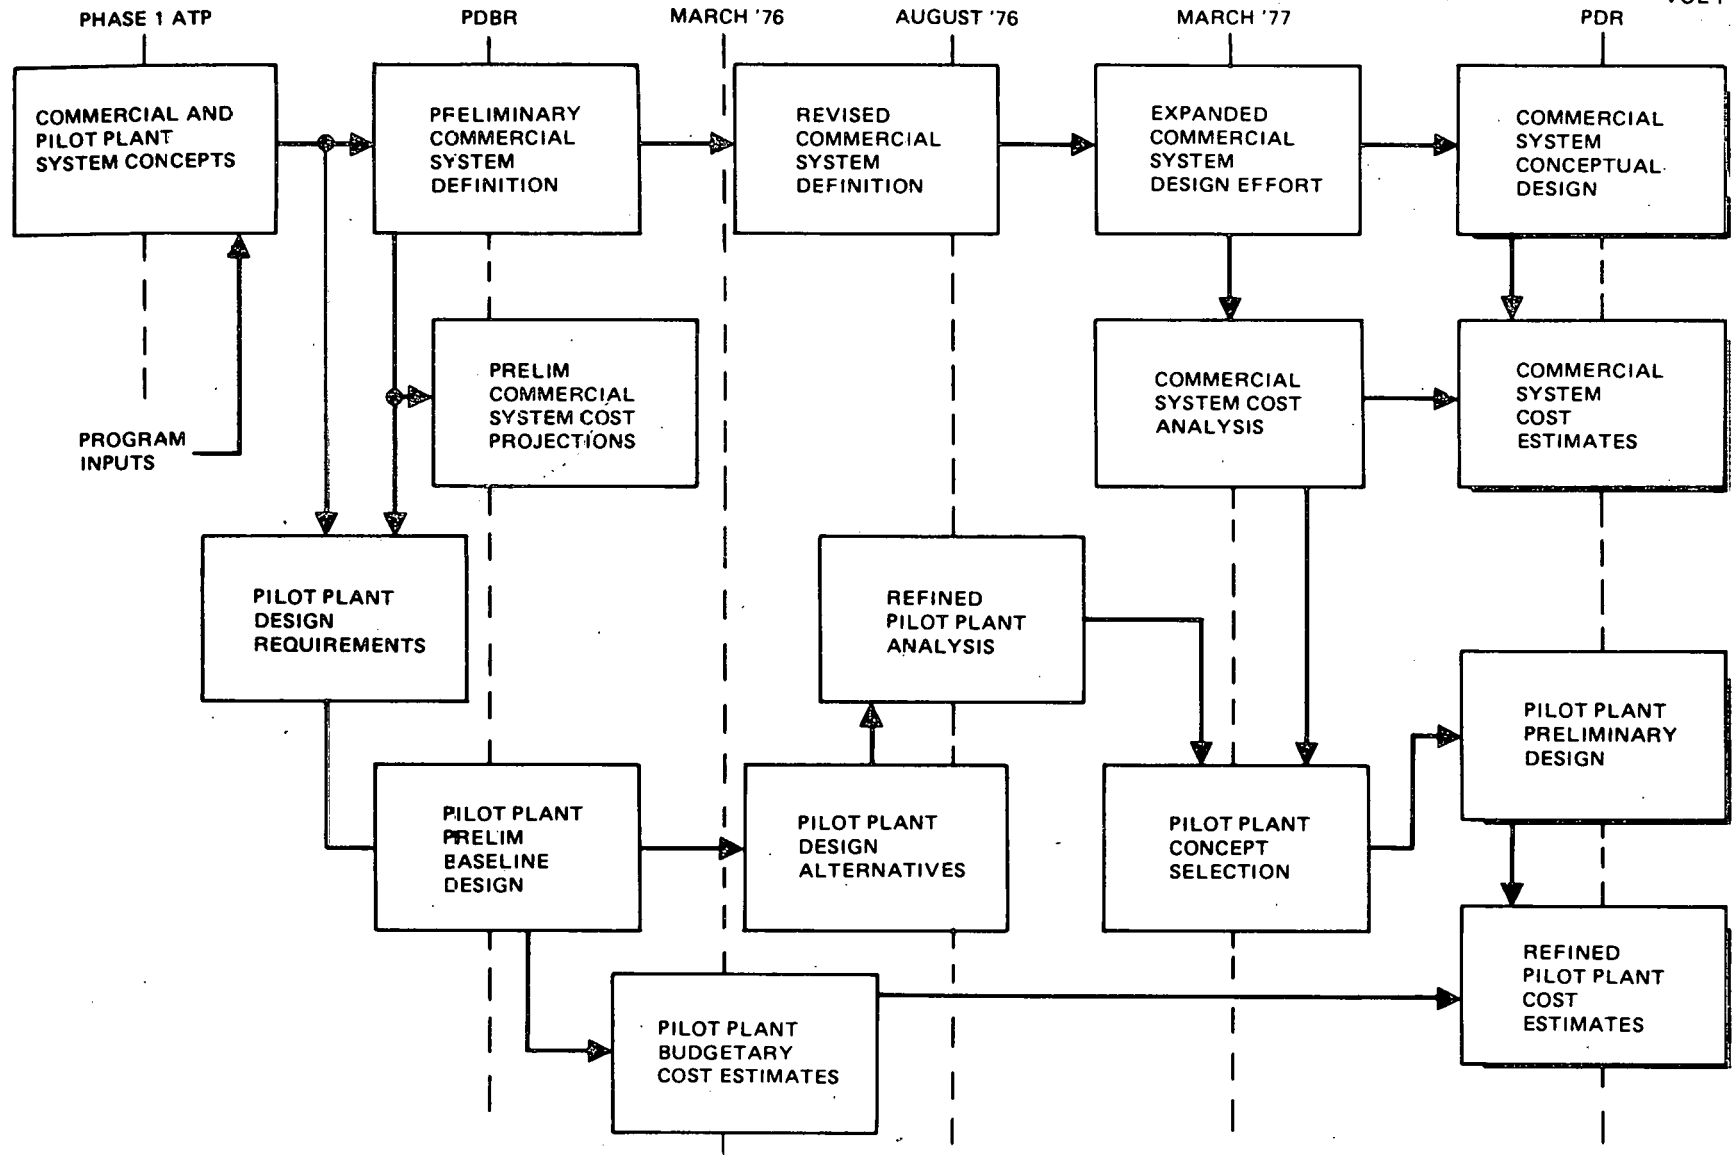 PHASE 1 ATP
PDBR
MARCH '76
AUGUST '76
MARCH '77
PDR
COMMERCIAL AND
PILOT PLANT
SYSTEM CONCEPTS
PRELIMINARY
COMMERCIAL
SYSTEM
DEFINITION
REVISED
COMMERCIAL
SYSTEM
DEFINITION
EXPANDED
COMMERCIAL
SYSTEM
DESIGN EFFORT
COMMERCIAL
SYSTEM
CONCEPTUAL
DESIGN
PROGRAM
INPUTS
PRELIM
COMMERCIAL
SYSTEM COST
PROJECTIONS
COMMERCIAL
SYSTEM COST
ANALYSIS
COMMERCIAL
SYSTEM
COST
ESTIMATES
PILOT PLANT
DESIGN
REQUIREMENTS
REFINED
PILOT PLANT
ANALYSIS
PILOT PLANT
PRELIMINARY
DESIGN
PILOT PLANT
PRELIM
BASELINE
DESIGN
PILOT PLANT
DESIGN
ALTERNATIVES
PILOT PLANT
CONCEPT
SELECTION
REFINED
PILOT PLANT
COST
ESTIMATES
PILOT PLANT
BUDGETARY
COST ESTIMATES